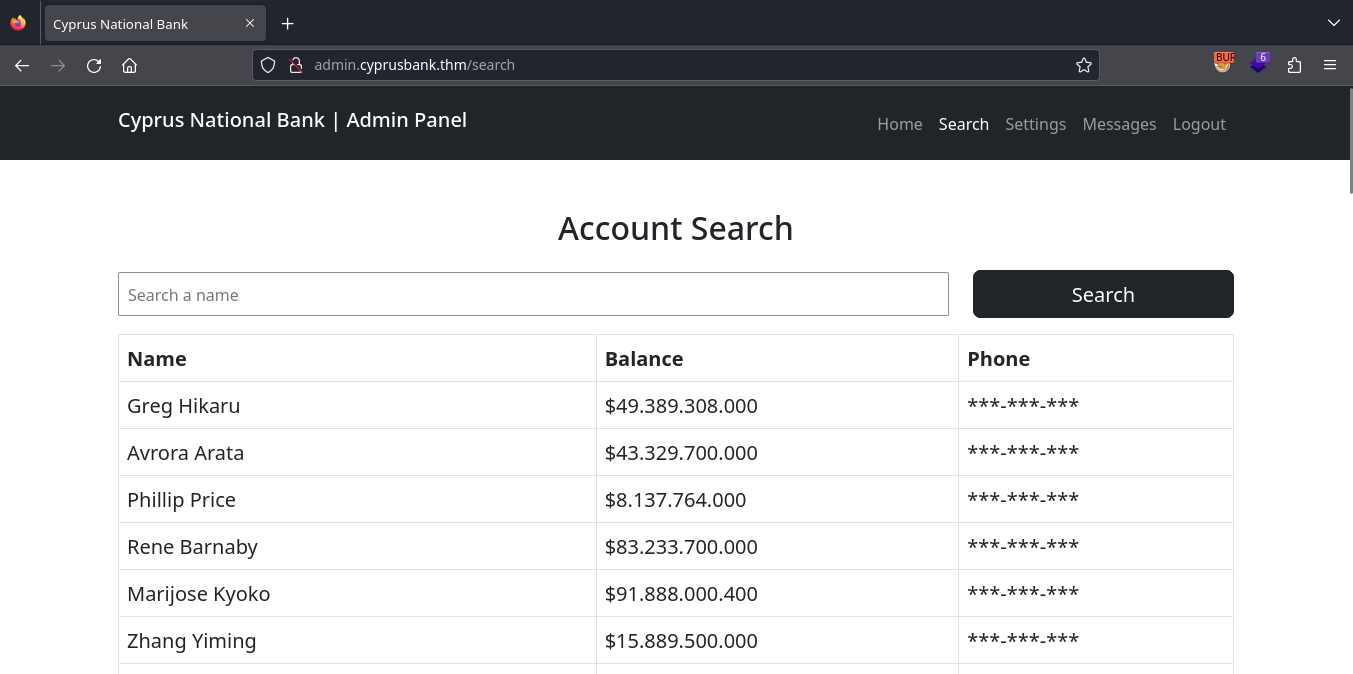 Cyprus National Bank
admin.cyprusbank.thm/search
BUR
6
Cyprus National Bank | Admin Panel
Home Search Settings Messages Logout
Account Search
Search a name
Search
Name Balance Phone
Greg Hikaru $49.389.308.000 ***-***-***
Avrora Arata $43.329.700.000 ***-***-***
Phillip Price $8.137.764.000 ***-***-***
Rene Barnaby $83.233.700.000 ***-***-***
Marijose Kyoko $91.888.000.400 ***-***-***
Zhang Yiming $15.889.500.000 ***-***-***